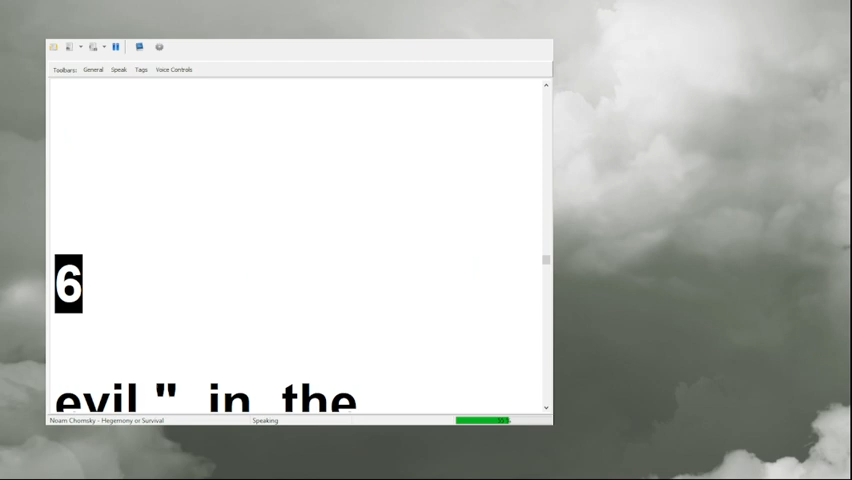 Toolbars: General Speak Tags Voice Controls
6
evil," in the
Noam Chomsky - Hegemony or Survival Speaking